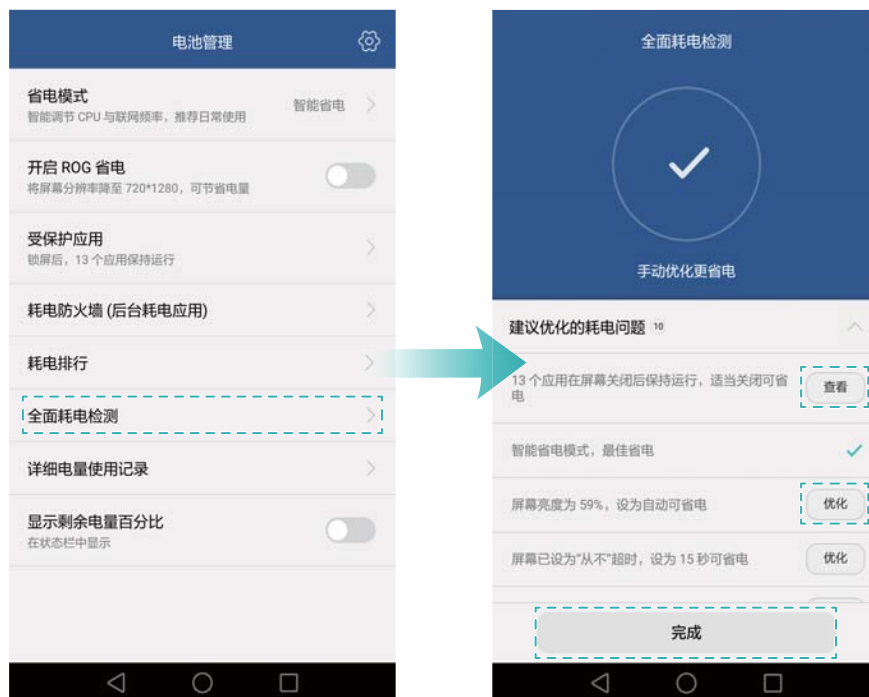 电池管理
省电模式
智能调节 CPU 与联网频率，推荐日常使用
智能省电
开启 ROG 省电
将屏幕分辨率降至 720*1280，可节省电量
受保护应用
锁屏后，13 个应用保持运行
耗电防火墙 (后台耗电应用)
耗电排行
全面耗电检测
详细电量使用记录
显示剩余电量百分比
在状态栏中显示
全面耗电检测
手动优化更省电
建议优化的耗电问题 10
13 个应用在屏幕关闭后保持运行，适当关闭可省
电
查看
智能省电模式，最佳省电
屏幕亮度为 59%，设为自动可省电
优化
屏幕已设为“从不”超时，设为 15 秒可省电
优化
完成